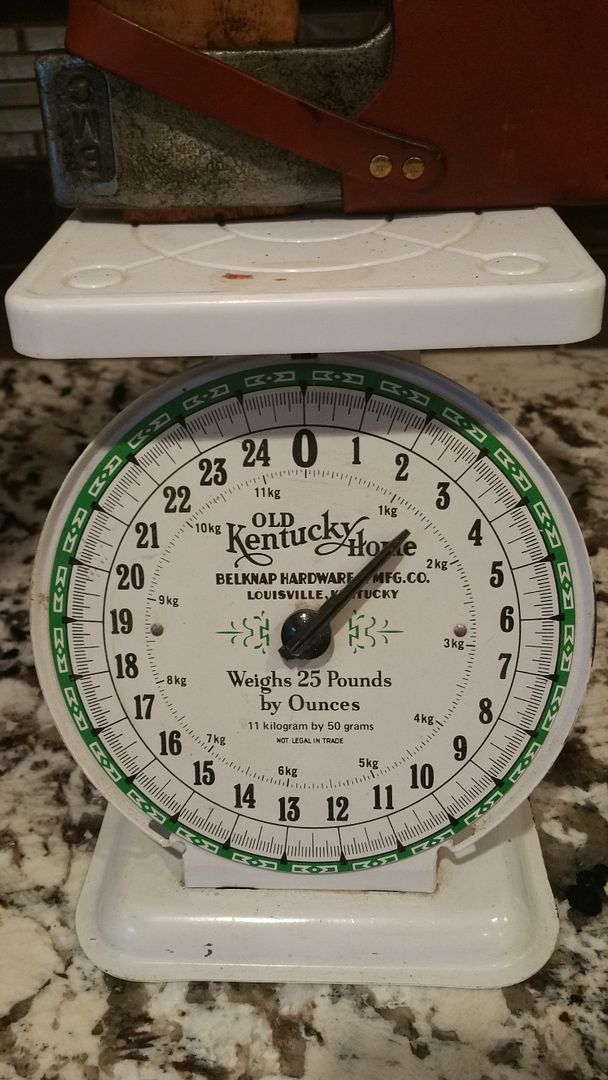 GMC
0
1
2
3
4
5
6
7
8
9
10
11
12
13
14
15
16
17
18
19
20
21
22
23
24
1kg
2kg
3kg
4kg
5kg
6kg
7kg
8kg
9kg
10kg
11kg
OLD
Kentucky Home
BELKNAP HARDWARE MFG.CO.
LOUISVILLE, KENTUCKY
Weighs 25 Pounds
by Ounces
11 kilogram by 50 grams
NOT LEGAL IN TRADE